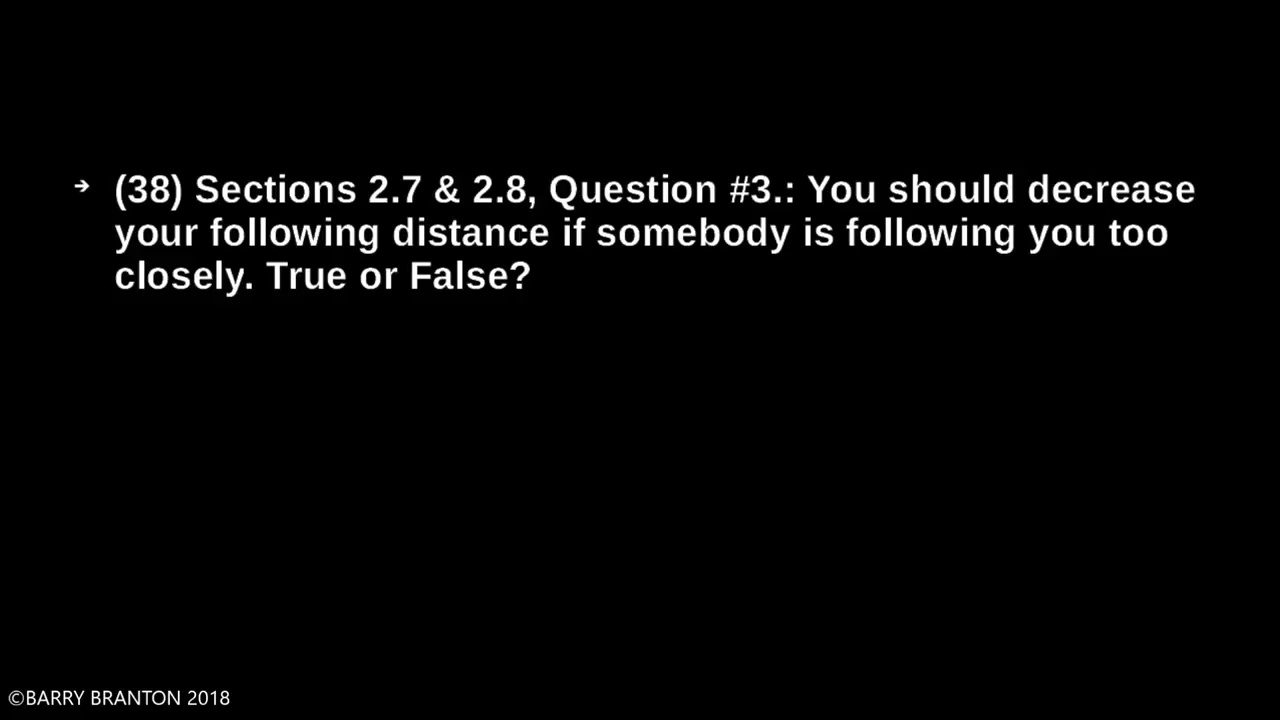 ➔ (38) Sections 2.7 & 2.8, Question #3.: You should decrease
your following distance if somebody is following you too
closely. True or False?
©BARRY BRANTON 2018